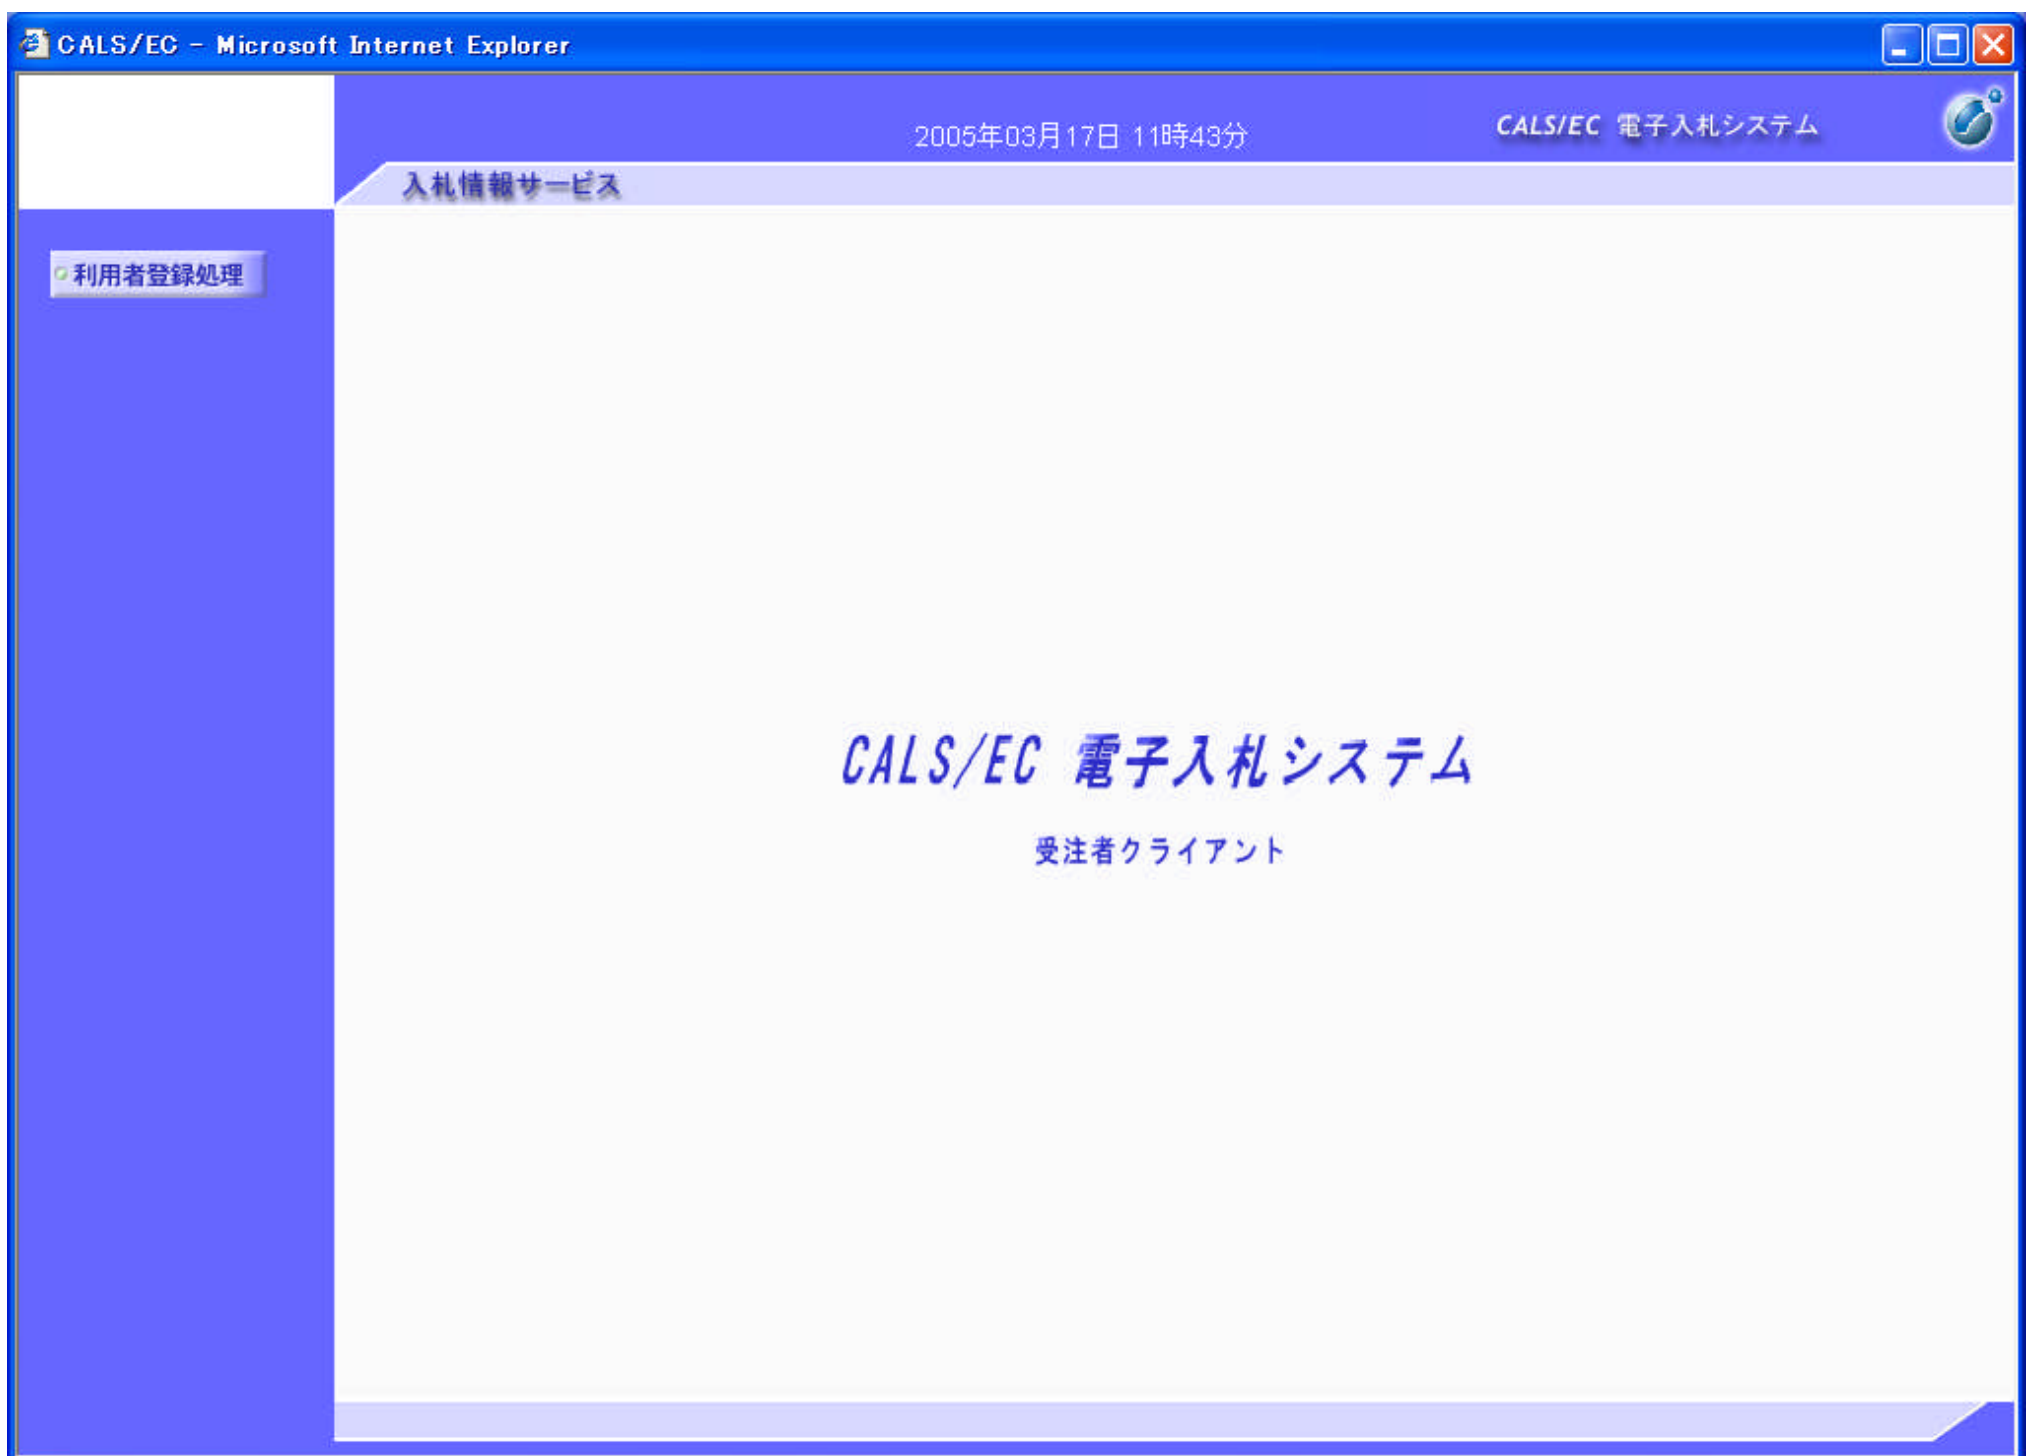 CALS/EC - Microsoft Internet Explorer
2005年03月17日 11時43分
CALS/EC 電子入札システム
入札情報サービス
利用者登録処理
CALS/EC 電子入札システム
受注者クライアント